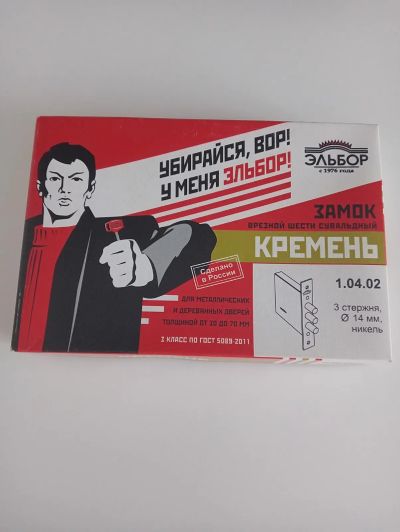 УБИРАЙСЯ, ВОР!
У МЕНЯ ЭЛЬБОР!
ЭЛЬБОР
с 1976 года
ЗАМОК
ВРЕЗНОЙ ШЕСТИ СУВАЛЬДНЫЙ
КРЕМЕНЬ
Сделано
в России
1.04.02
3 стержня,
Ø 14 мм,
никель
ДЛЯ МЕТАЛЛИЧЕСКИХ
И ДЕРЕВЯННЫХ ДВЕРЕЙ
ТОЛЩИНОЙ ОТ 30 ДО 70 ММ
3 КЛАСС ПО ГОСТ 5089-2011